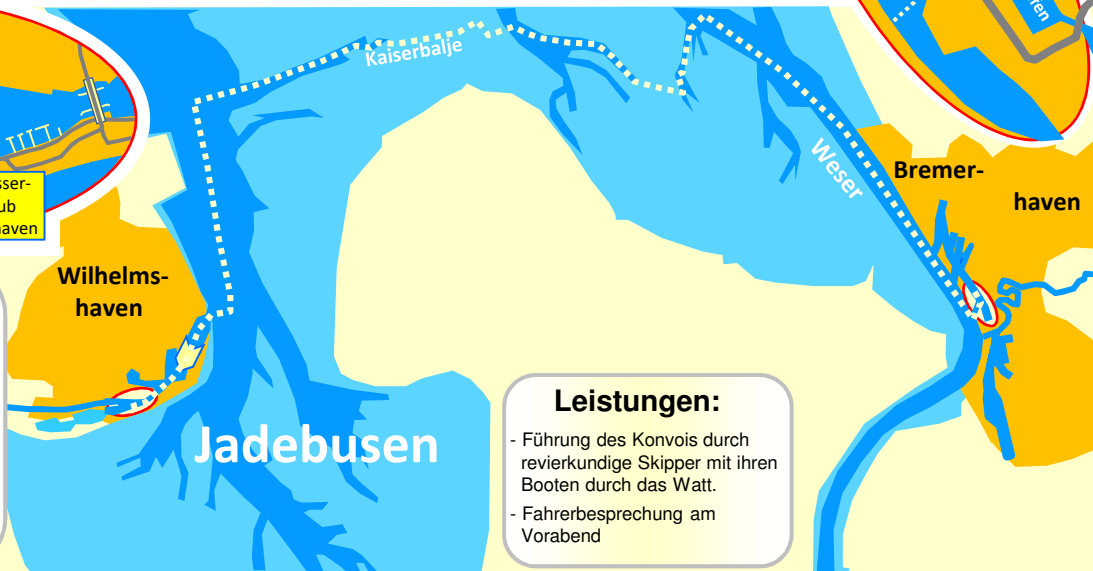 Kaiserbalje
Weser
Bremer-
haven
Wilhelms-
haven
Jadebusen
Leistungen:
- Führung des Konvois durch
revierkundige Skipper mit ihren
Booten durch das Watt.
- Fahrerbesprechung am
Vorabend